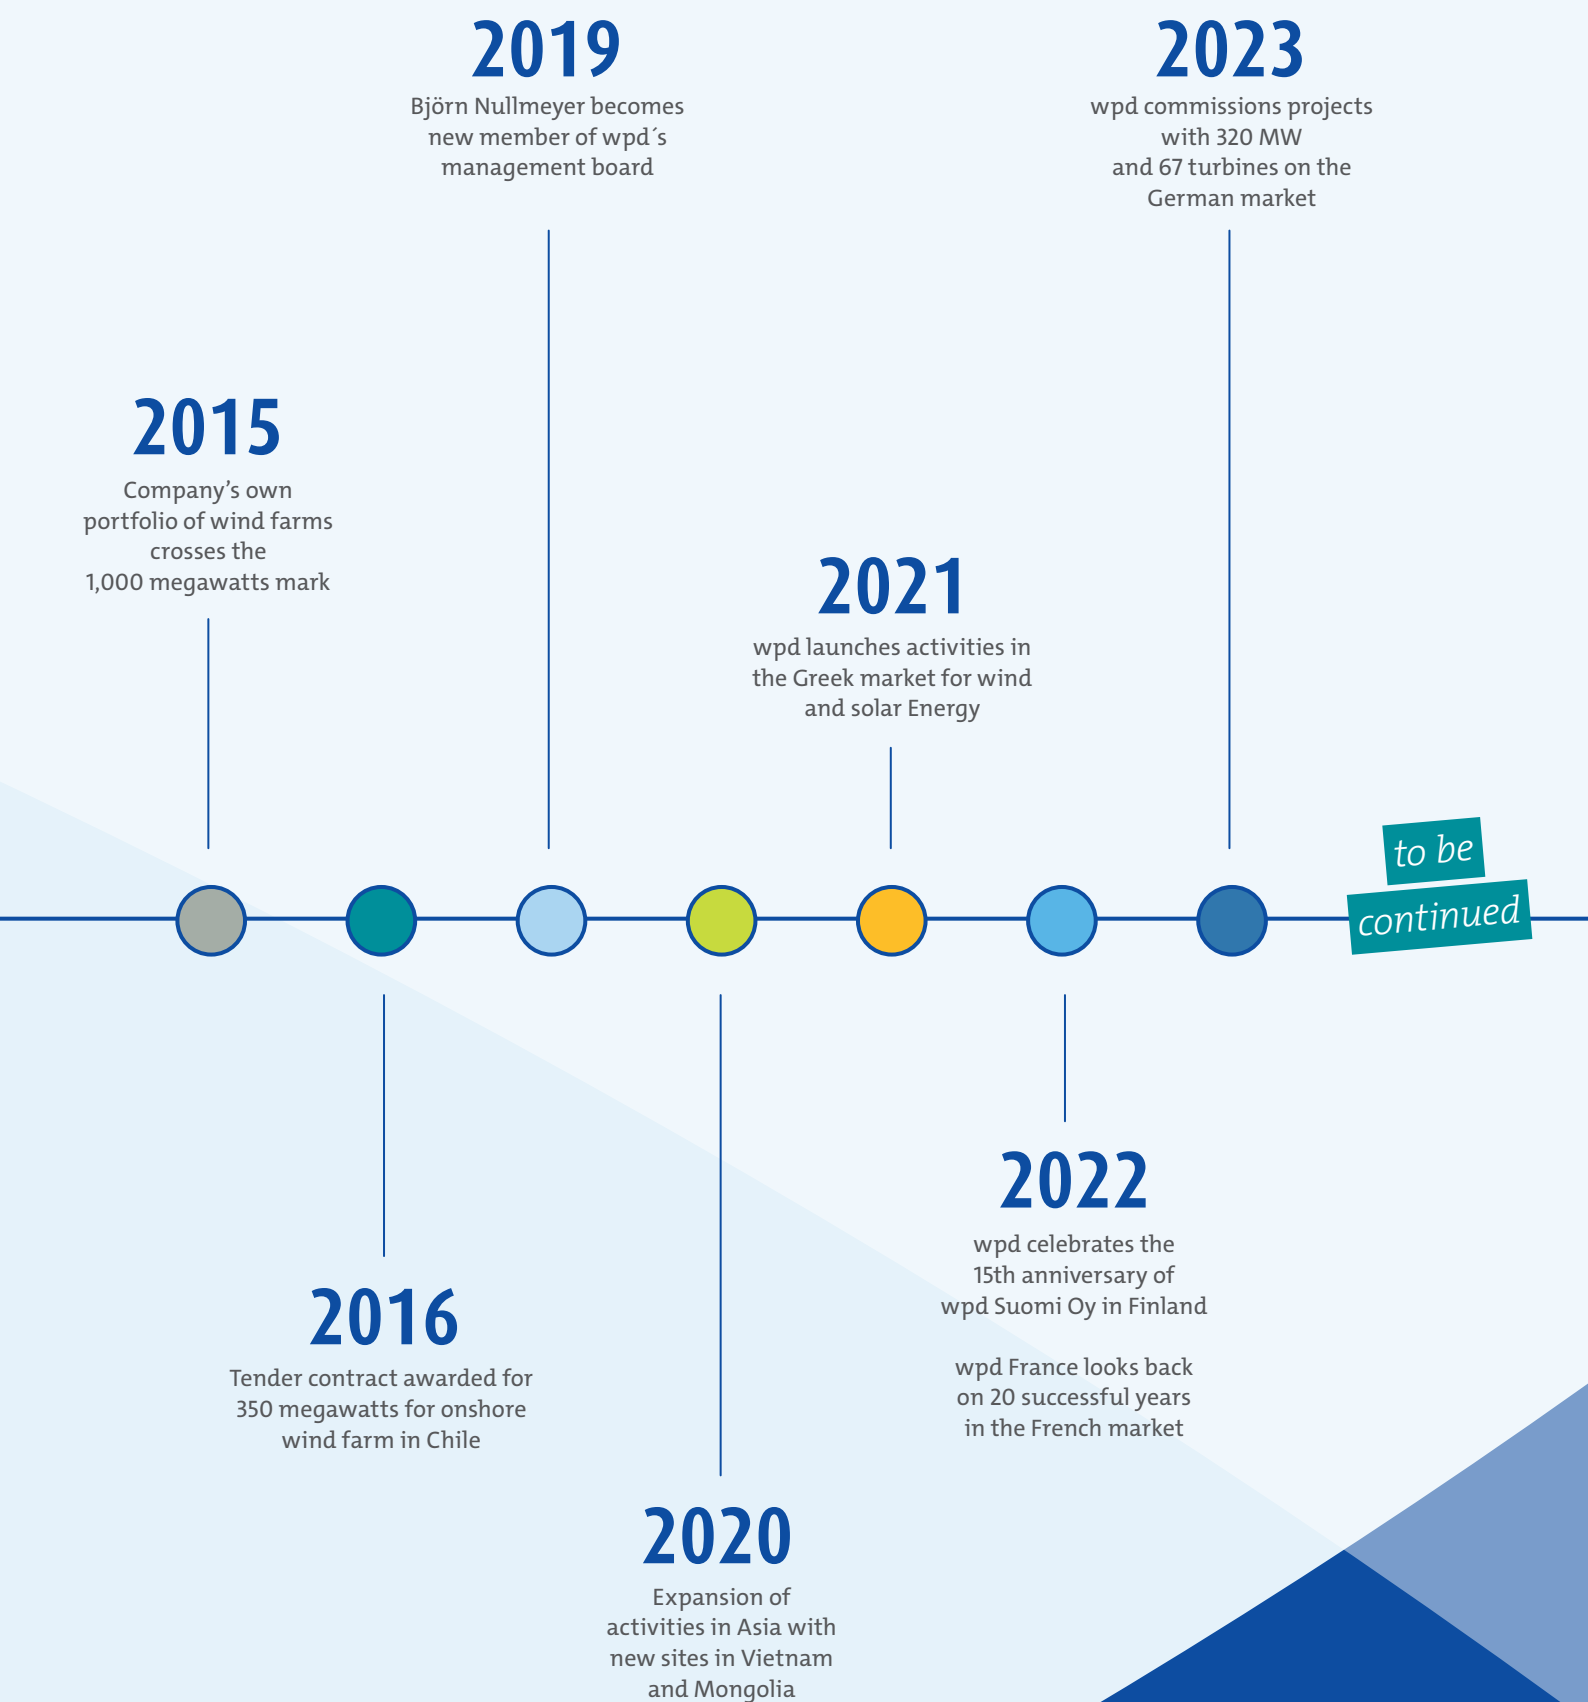 2015
Company’s own
portfolio of wind farms
crosses the
1,000 megawatts mark
2016
Tender contract awarded for
350 megawatts for onshore
wind farm in Chile
2019
Björn Nullmeyer becomes
new member of wpd´s
management board
2020
Expansion of
activities in Asia with
new sites in Vietnam
and Mongolia
2021
wpd launches activities in
the Greek market for wind
and solar Energy
2022
wpd celebrates the
15th anniversary of
wpd Suomi Oy in Finland
wpd France looks back
on 20 successful years
in the French market
2023
wpd commissions projects
with 320 MW
and 67 turbines on the
German market
to be
continued